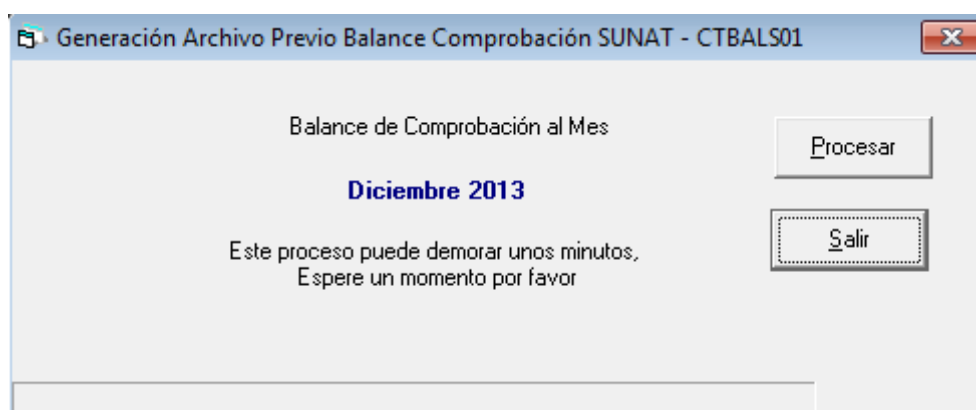 Generación Archivo Previo Balance Comprobación SUNAT - CTBALS01
Balance de Comprobación al Mes
Procesar
Diciembre 2013
Salir
Este proceso puede demorar unos minutos,
Espere un momento por favor